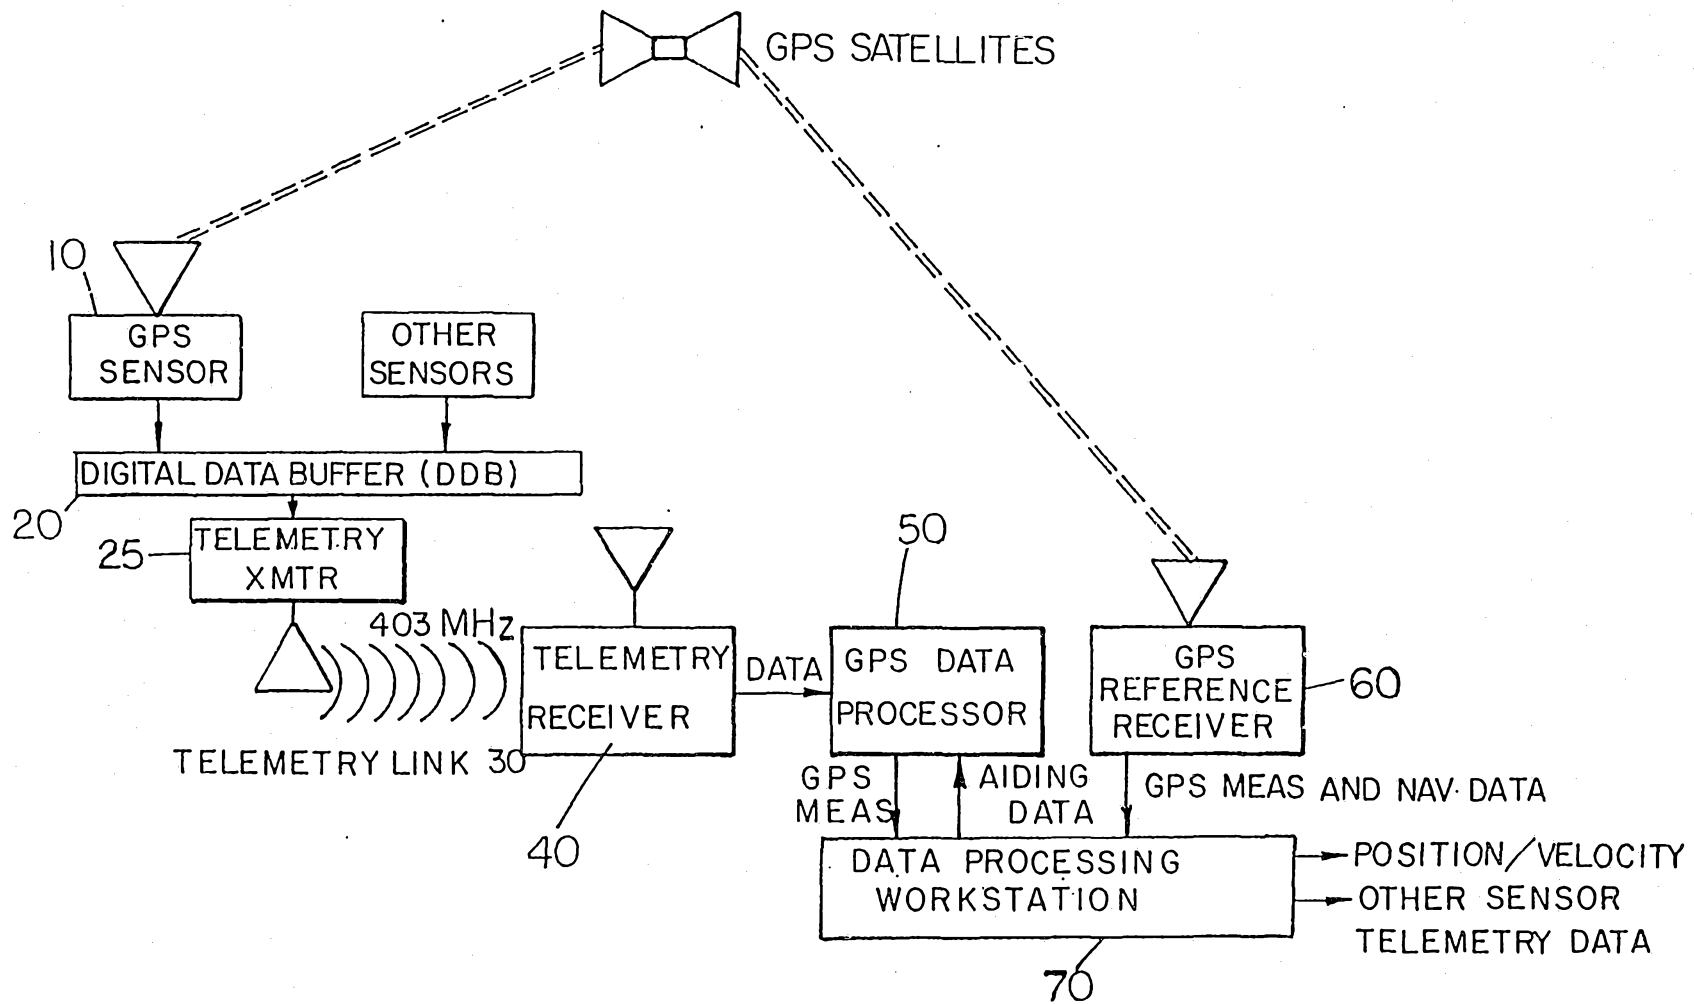 GPS SATELLITES
10
GPS
SENSOR
OTHER
SENSORS
DIGITAL DATA BUFFER (DDB)
20
25
TELEMETRY
XMTR
403 MHz
TELEMETRY LINK 30
TELEMETRY
RECEIVER
40
DATA
50
GPS DATA
PROCESSOR
GPS
REFERENCE
RECEIVER
60
GPS
MEAS
AIDING
DATA
GPS MEAS AND NAV. DATA
DATA PROCESSING
WORKSTATION
70
POSITION/VELOCITY
OTHER SENSOR
TELEMETRY DATA